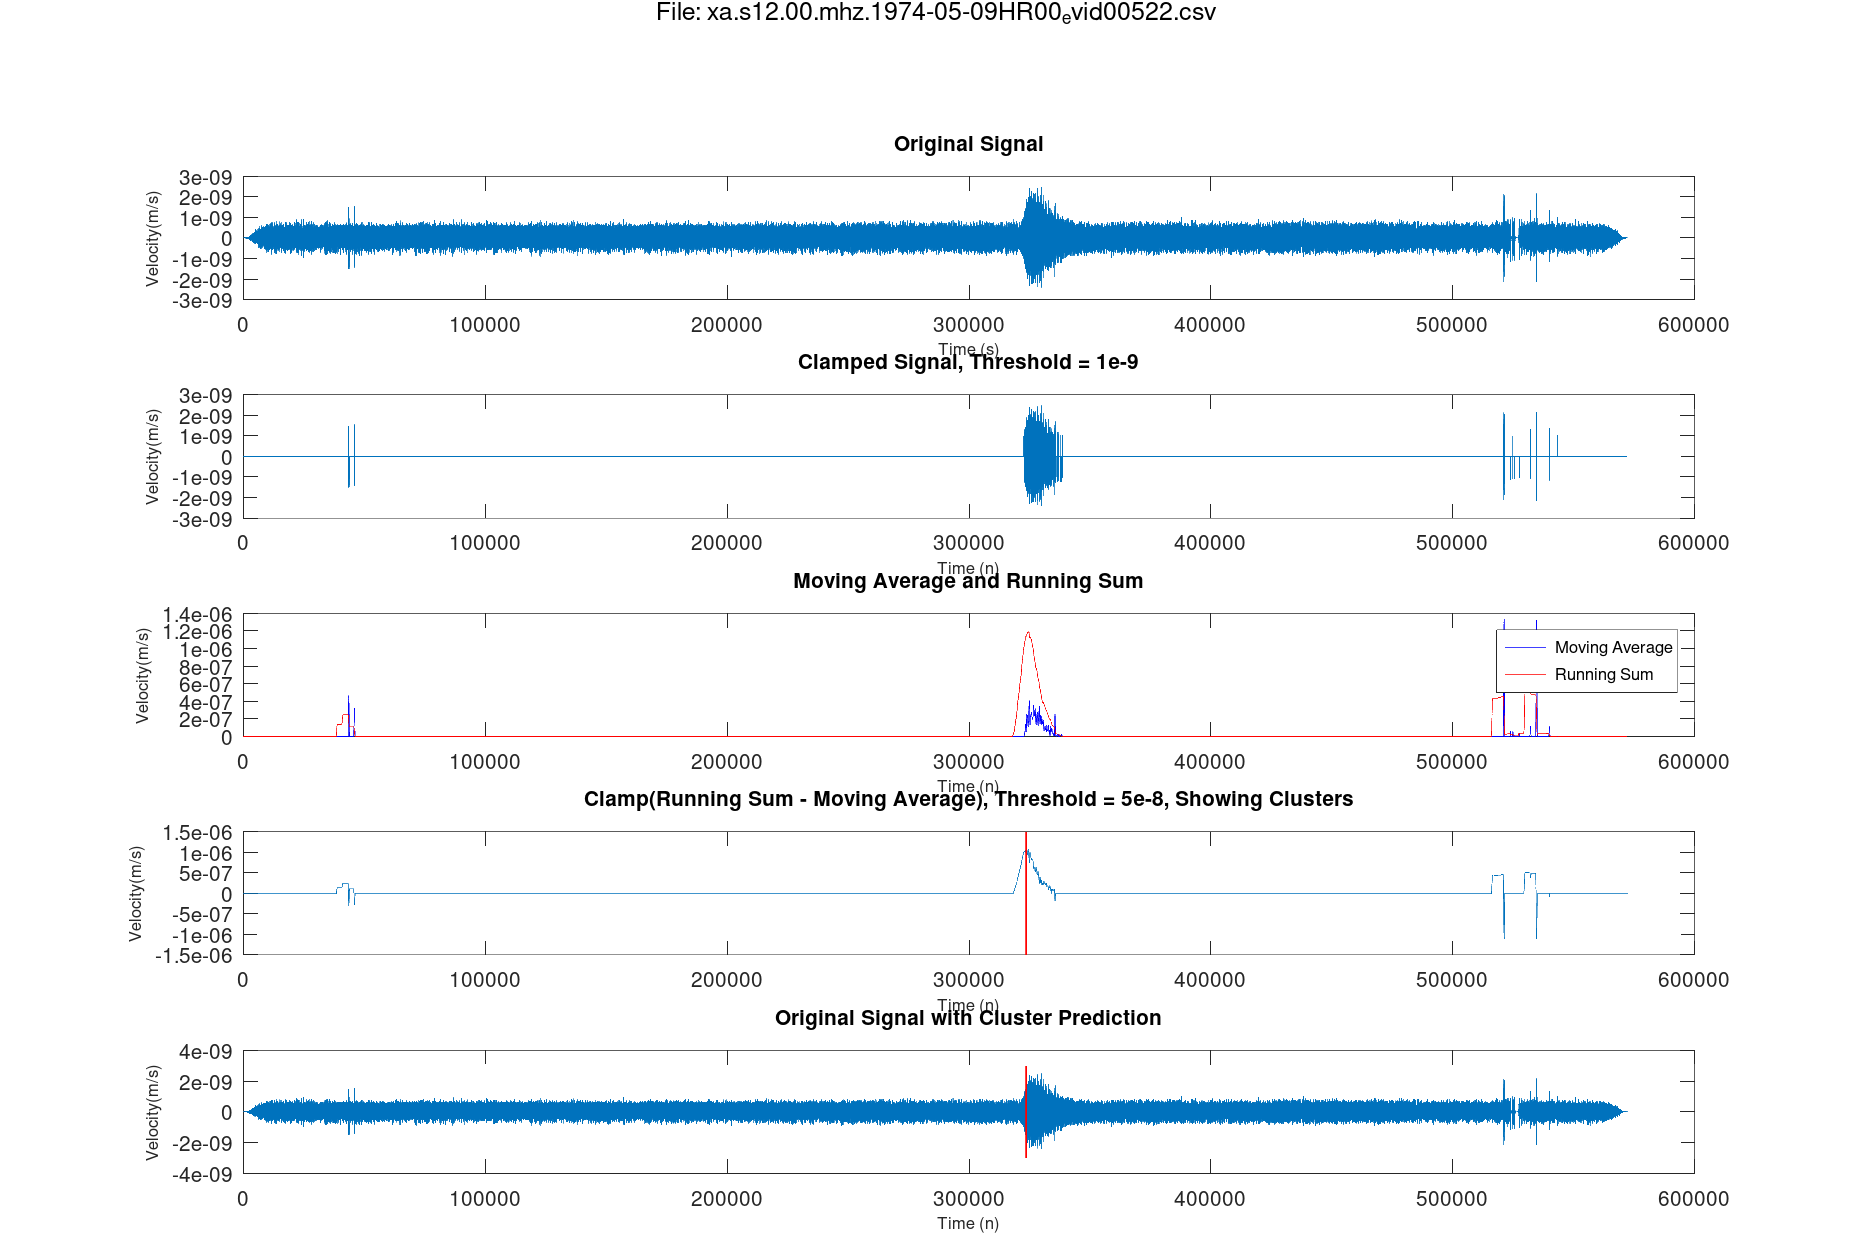 File: xa.s12.00.mhz.1974-05-09HR00evid00522.csv
Original Signal
Velocity(m/s)
3e-09
2e-09
1e-09
0
-1e-09
-2e-09
-3e-09
0 100000 200000 300000 400000 500000 600000
Time (s)
Clamped Signal, Threshold = 1e-9
Velocity(m/s)
3e-09
2e-09
1e-09
0
-1e-09
-2e-09
-3e-09
0 100000 200000 300000 400000 500000 600000
Time (n)
Moving Average and Running Sum
Velocity(m/s)
1.4e-06
1.2e-06
1e-06
8e-07
6e-07
4e-07
2e-07
0
Moving Average
Running Sum
0 100000 200000 300000 400000 500000 600000
Time (n)
Clamp(Running Sum - Moving Average), Threshold = 5e-8, Showing Clusters
Velocity(m/s)
1.5e-06
1e-06
5e-07
0
-5e-07
-1e-06
-1.5e-06
0 100000 200000 300000 400000 500000 600000
Time (n)
Original Signal with Cluster Prediction
Velocity(m/s)
4e-09
2e-09
0
-2e-09
-4e-09
0 100000 200000 300000 400000 500000 600000
Time (n)